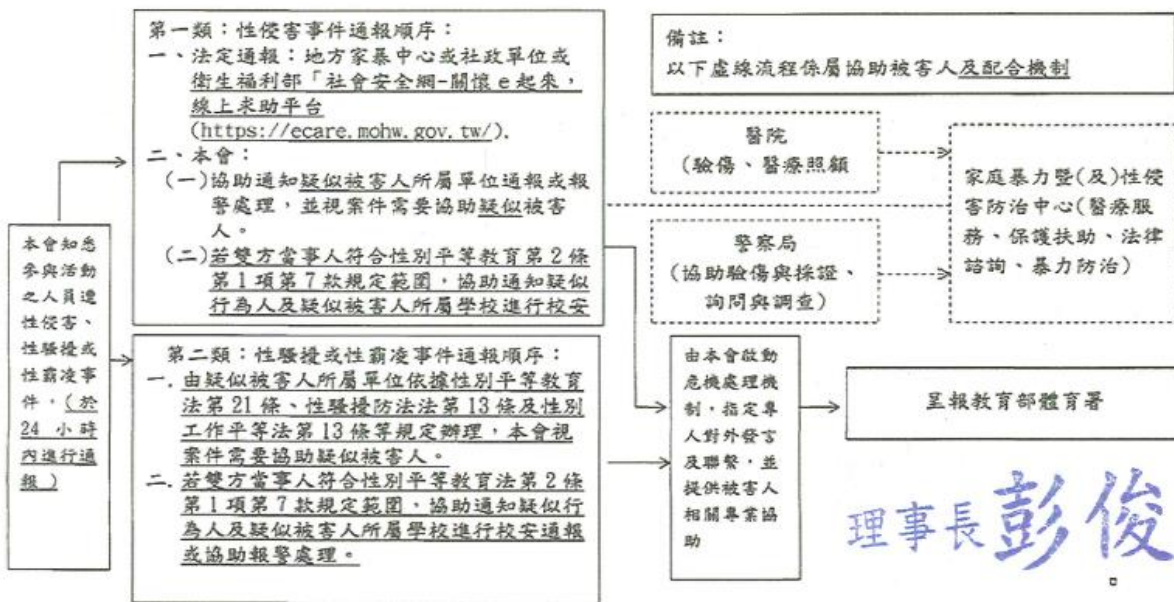 第一類：性侵害事件通報順序：
一、法定通報：地方家暴中心或社政單位或
衛生福利部「社會安全網-關懷 e 起來，
線上求助平台
(https://ecare.mohw.gov.tw/).
二、本會：
(一)協助通知疑似被害人所屬單位通報或報
警處理，並視案件需要協助疑似被害
人。
(二)若雙方當事人符合性別平等教育第 2 條
第 1 項第 7 款規定範圍，協助通知疑似
行為人及疑似被害人所屬學校進行校安
備註：
以下虛線流程係屬協助被害人及配合機制
醫院
(驗傷、醫療照顧
警察局
(協助驗傷與採證、
詢問與調查)
家庭暴力暨(及)性侵
害防治中心(醫療服
務、保護扶助、法律
諮詢、暴力防治)
本會知悉
參與活動
之人員遭
性侵害、
性騷擾或
性霸凌事
件，(於
24 小時
內進行通
報)
第二類：性騷擾或性霸凌事件通報順序：
一. 由疑似被害人所屬單位依據性別平等教育
法第 21 條、性騷擾防法法第 13 條及性別
工作平等法第 13 條等規定辦理，本會視
案件需要協助疑似被害人。
二. 若雙方當事人符合性別平等教育法第 2 條
第 1 項第 7 款規定範圍，協助通知疑似行
為人及疑似被害人所屬學校進行校安通報
或協助報警處理。
由本會啟動
危機處理機
制，指定專
人對外發言
及聯繫，並
提供被害人
相關專業協
助
呈報教育部體育署
理事長彭俊